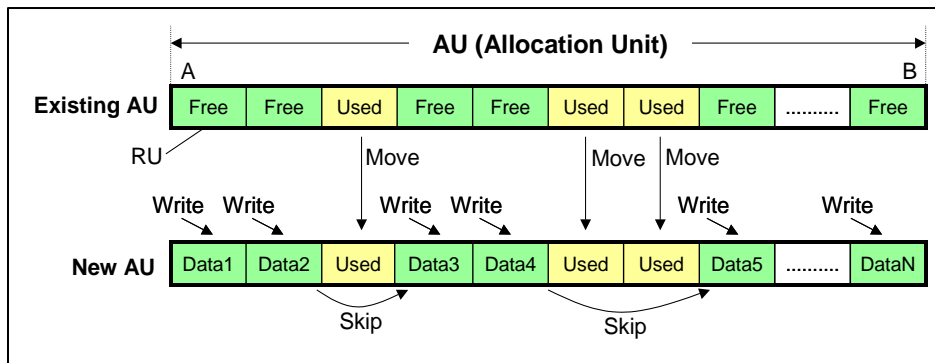 AU (Allocation Unit)
A B
Existing AU Free Free Used Free Free Used Used Free .......... Free
RU Move Move Move
Write Write Write Write Write Write
New AU Data1 Data2 Used Data3 Data4 Used Used Data5 .......... DataN
Skip Skip